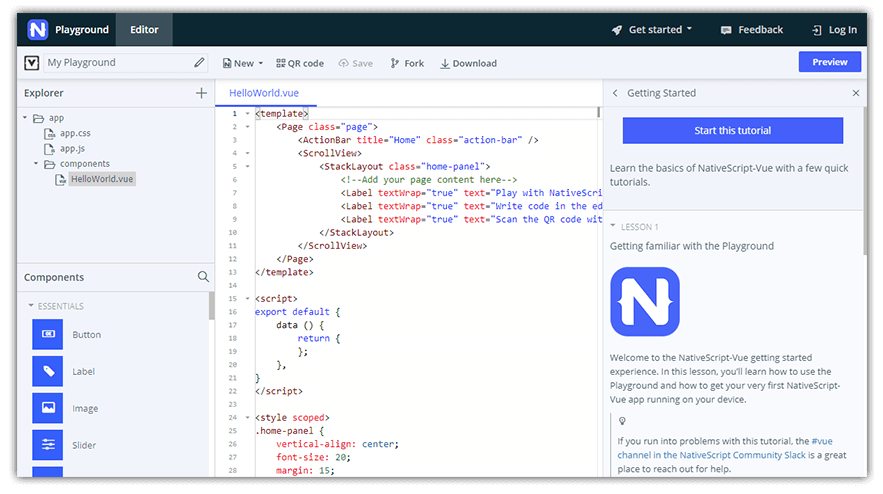 Playground
Editor
Get started
Feedback
Log In
My Playground
New
QR code
Save
Fork
Download
Preview
Explorer
app
app.css
app.js
components
HelloWorld.vue
Components
ESSENTIALS
Button
Label
Image
Slider
HelloWorld.vue
1 <template>
2 <Page class="page">
3 <ActionBar title="Home" class="action-bar" />
4 <ScrollView>
5 <StackLayout class="home-panel">
6 <!--Add your page content here-->
7 <Label textWrap="true" text="Play with NativeScri
8 <Label textWrap="true" text="Write code in the ed
9 <Label textWrap="true" text="Scan the QR code wit
10 </StackLayout>
11 </ScrollView>
12 </Page>
13 </template>
14
15 <script>
16 export default {
17 data () {
18 return {
19 };
20 },
21 }
22 </script>
23
24 <style scoped>
25 .home-panel {
26 vertical-align: center;
27 font-size: 20;
28 margin: 15;
Getting Started
Start this tutorial
Learn the basics of NativeScript-Vue with a few quick
tutorials.
LESSON 1
Getting familiar with the Playground
N
Welcome to the NativeScript-Vue getting started
experience. In this lesson, you'll learn how to use the
Playground and how to get your very first NativeScript-
Vue app running on your device.
If you run into problems with this tutorial, the #vue
channel in the NativeScript Community Slack is a great
place to reach out for help.